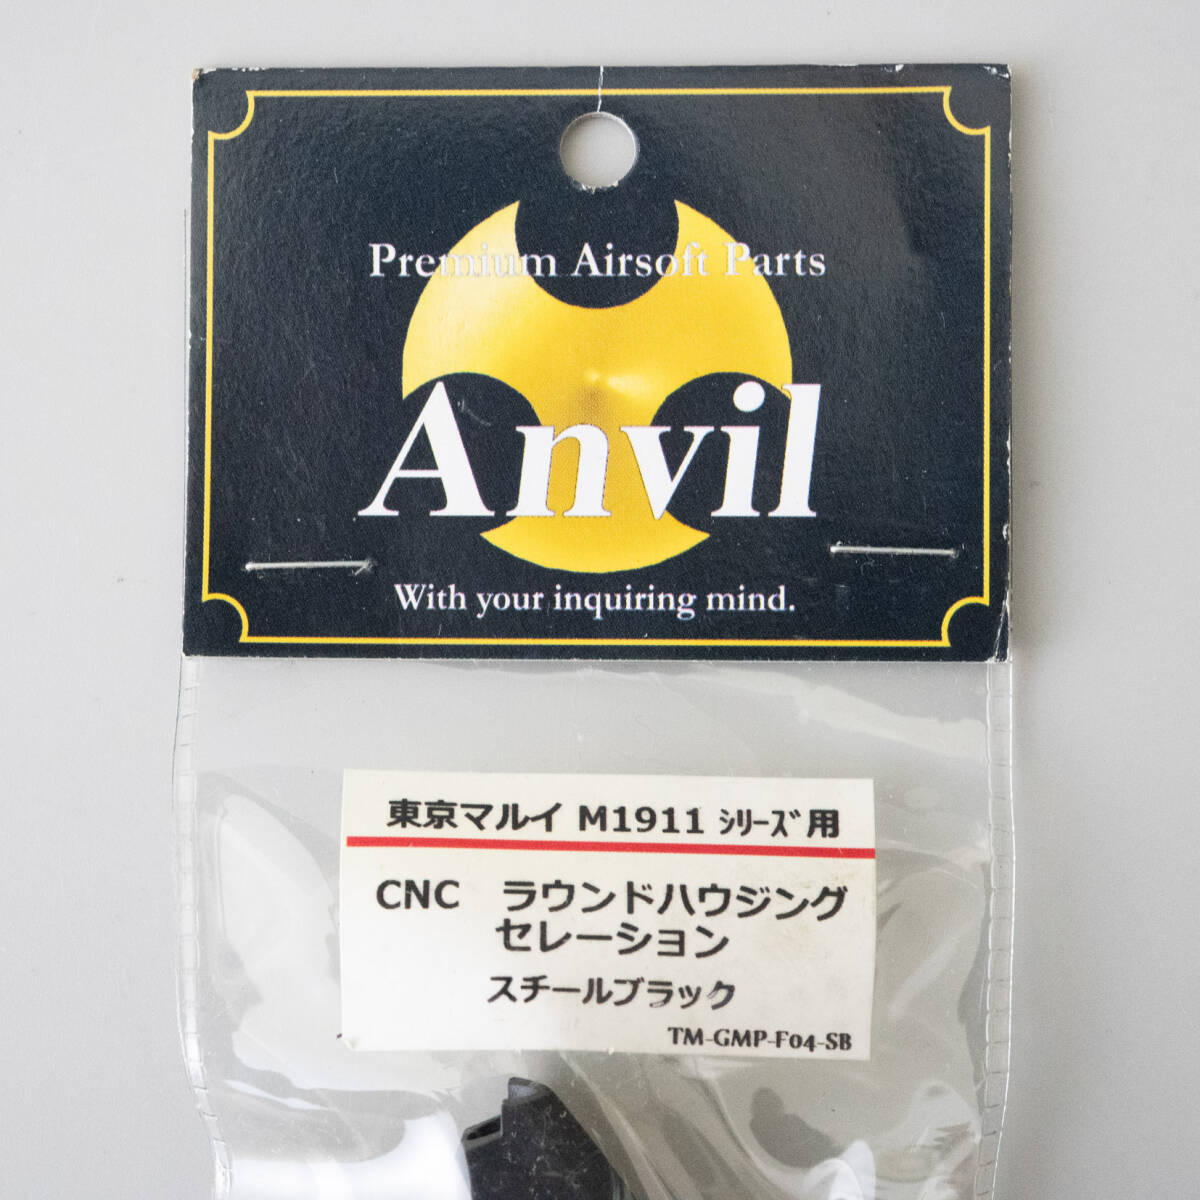 Premium Airsoft Parts
Anvil
With your inquiring mind.
東京マルイ M1911 ｼﾘｰｽﾞ用
CNC　ラウンドハウジング
セレーション
スチールブラック
TM-GMP-F04-SB